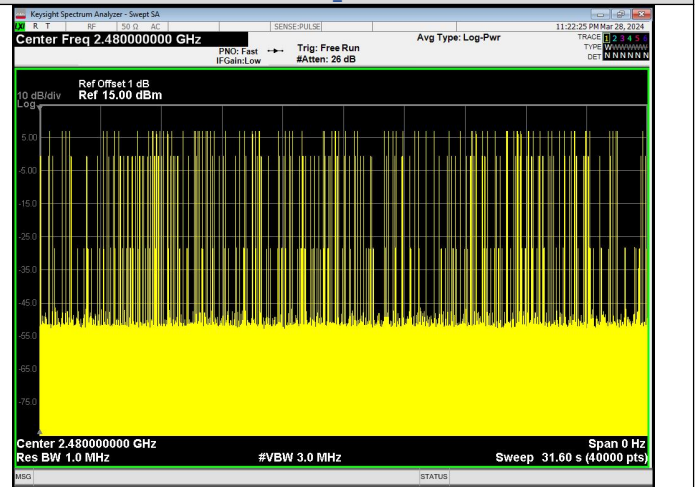 Keysight Spectrum Analyzer - Swept SA
LXI R T RF 50 Ω AC SENSE:PULSE 11:22:25 PM Mar 28, 2024
Center Freq 2.480000000 GHz
PNO: Fast
IFGain:Low
Trig: Free Run
#Atten: 26 dB
Avg Type: Log-Pwr
TRACE 1 2 3 4 5 6
TYPE W
DET N N N N N N
Ref Offset 1 dB
10 dB/div Ref 15.00 dBm
Log
5.00
-5.00
-15.0
-25.0
-35.0
-45.0
-55.0
-65.0
-75.0
Center 2.480000000 GHz Span 0 Hz
Res BW 1.0 MHz #VBW 3.0 MHz Sweep 31.60 s (40000 pts)
MSG STATUS